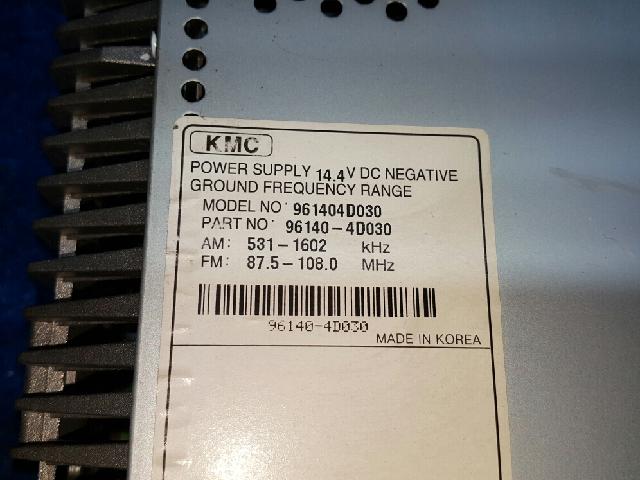 KMC
POWER SUPPLY 14.4V DC NEGATIVE
GROUND FREQUENCY RANGE
MODEL NO: 961404D030
PART NO: 96140-4D030
AM: 531-1602 kHz
FM: 87.5-108.0 MHz
96140-4D030
MADE IN KOREA